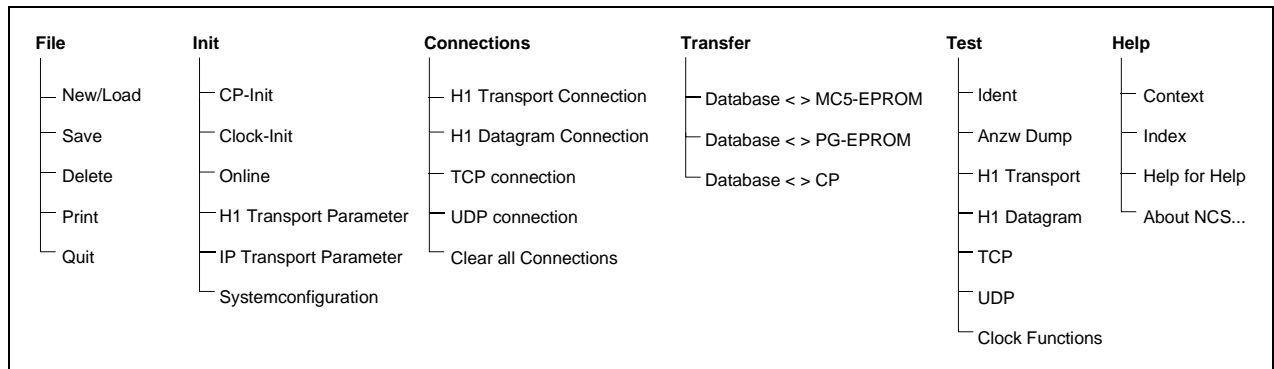 File
New/Load
Save
Delete
Print
Quit
Init
CP-Init
Clock-Init
Online
H1 Transport Parameter
IP Transport Parameter
Systemconfiguration
Connections
H1 Transport Connection
H1 Datagram Connection
TCP connection
UDP connection
Clear all Connections
Transfer
Database < > MC5-EPROM
Database < > PG-EPROM
Database < > CP
Test
Ident
Anzw Dump
H1 Transport
H1 Datagram
TCP
UDP
Clock Functions
Help
Context
Index
Help for Help
About NCS...